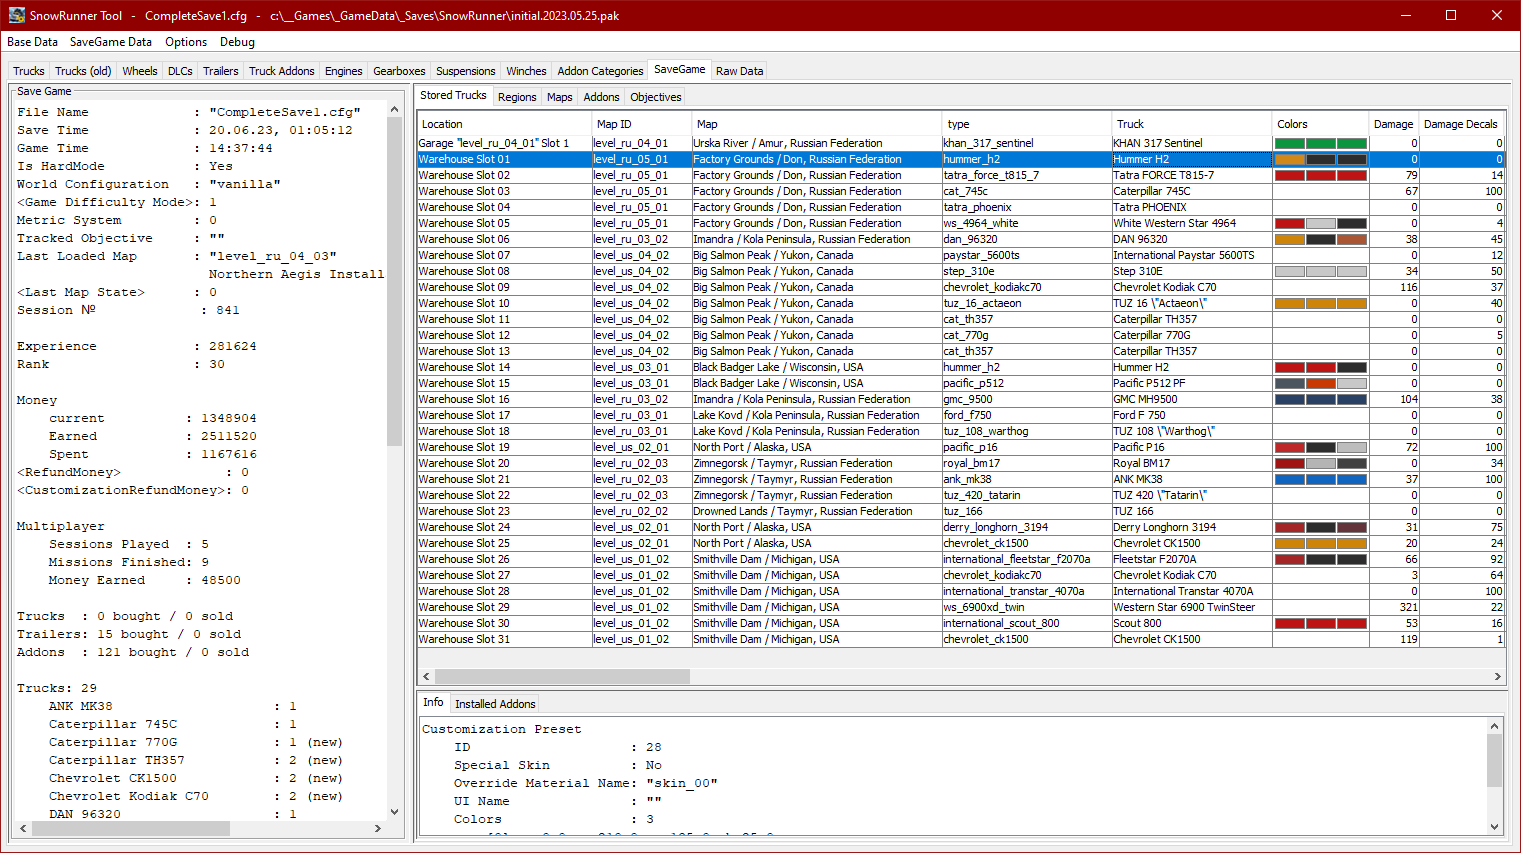 SnowRunner Tool - CompleteSave1.cfg - c:\__Games\_GameData\_Saves\SnowRunner\initial.2023.05.25.pak
Base Data SaveGame Data Options Debug
Trucks Trucks (old) Wheels DLCs Trailers Truck Addons Engines Gearboxes Suspensions Winches Addon Categories SaveGame Raw Data
Save Game
File Name : "CompleteSave1.cfg"
Save Time : 20.06.23, 01:05:12
Game Time : 14:37:44
Is HardMode : Yes
World Configuration : "vanilla"
<Game Difficulty Mode>: 1
Metric System : 0
Tracked Objective : ""
Last Loaded Map : "level_ru_04_03"
Northern Aegis Install
<Last Map State> : 0
Session № : 841
Experience : 281624
Rank : 30
Money
current : 1348904
Earned : 2511520
Spent : 1167616
<RefundMoney> : 0
<CustomizationRefundMoney>: 0
Multiplayer
Sessions Played : 5
Missions Finished: 9
Money Earned : 48500
Trucks : 0 bought / 0 sold
Trailers: 15 bought / 0 sold
Addons : 121 bought / 0 sold
Trucks: 29
ANK MK38 : 1
Caterpillar 745C : 1
Caterpillar 770G : 1 (new)
Caterpillar TH357 : 2 (new)
Chevrolet CK1500 : 2 (new)
Chevrolet Kodiak C70 : 2 (new)
DAN 96320 : 1
Stored Trucks Regions Maps Addons Objectives
Location Map ID Map type Truck Colors Damage Damage Decals
Garage "level_ru_04_01" Slot 1 level_ru_04_01 Urska River / Amur, Russian Federation khan_317_sentinel KHAN 317 Sentinel 0 0
Warehouse Slot 01 level_ru_05_01 Factory Grounds / Don, Russian Federation hummer_h2 Hummer H2 0 0
Warehouse Slot 02 level_ru_05_01 Factory Grounds / Don, Russian Federation tatra_force_t815_7 Tatra FORCE T815-7 79 14
Warehouse Slot 03 level_ru_05_01 Factory Grounds / Don, Russian Federation cat_745c Caterpillar 745C 67 100
Warehouse Slot 04 level_ru_05_01 Factory Grounds / Don, Russian Federation tatra_phoenix Tatra PHOENIX 0 0
Warehouse Slot 05 level_ru_05_01 Factory Grounds / Don, Russian Federation ws_4964_white White Western Star 4964 0 4
Warehouse Slot 06 level_ru_03_02 Imandra / Kola Peninsula, Russian Federation dan_96320 DAN 96320 38 45
Warehouse Slot 07 level_us_04_02 Big Salmon Peak / Yukon, Canada paystar_5600ts International Paystar 5600TS 0 12
Warehouse Slot 08 level_us_04_02 Big Salmon Peak / Yukon, Canada step_310e Step 310E 34 50
Warehouse Slot 09 level_us_04_02 Big Salmon Peak / Yukon, Canada chevrolet_kodiakc70 Chevrolet Kodiak C70 116 37
Warehouse Slot 10 level_us_04_02 Big Salmon Peak / Yukon, Canada tuz_16_actaeon TUZ 16 \"Actaeon\" 0 40
Warehouse Slot 11 level_us_04_02 Big Salmon Peak / Yukon, Canada cat_th357 Caterpillar TH357 0 0
Warehouse Slot 12 level_us_04_02 Big Salmon Peak / Yukon, Canada cat_770g Caterpillar 770G 0 5
Warehouse Slot 13 level_us_04_02 Big Salmon Peak / Yukon, Canada cat_th357 Caterpillar TH357 0 0
Warehouse Slot 14 level_us_03_01 Black Badger Lake / Wisconsin, USA hummer_h2 Hummer H2 0 0
Warehouse Slot 15 level_us_03_01 Black Badger Lake / Wisconsin, USA pacific_p512 Pacific P512 PF 0 0
Warehouse Slot 16 level_ru_03_02 Imandra / Kola Peninsula, Russian Federation gmc_9500 GMC MH9500 104 38
Warehouse Slot 17 level_ru_03_01 Lake Kovd / Kola Peninsula, Russian Federation ford_f750 Ford F 750 0 0
Warehouse Slot 18 level_ru_03_01 Lake Kovd / Kola Peninsula, Russian Federation tuz_108_warthog TUZ 108 \"Warthog\" 0 0
Warehouse Slot 19 level_us_02_01 North Port / Alaska, USA pacific_p16 Pacific P16 72 100
Warehouse Slot 20 level_ru_02_03 Zimnegorsk / Taymyr, Russian Federation royal_bm17 Royal BM17 0 34
Warehouse Slot 21 level_ru_02_03 Zimnegorsk / Taymyr, Russian Federation ank_mk38 ANK MK38 37 100
Warehouse Slot 22 level_ru_02_03 Zimnegorsk / Taymyr, Russian Federation tuz_420_tatarin TUZ 420 \"Tatarin\" 0 0
Warehouse Slot 23 level_ru_02_02 Drowned Lands / Taymyr, Russian Federation tuz_166 TUZ 166 0 0
Warehouse Slot 24 level_us_02_01 North Port / Alaska, USA derry_longhorn_3194 Derry Longhorn 3194 31 75
Warehouse Slot 25 level_us_02_01 North Port / Alaska, USA chevrolet_ck1500 Chevrolet CK1500 20 24
Warehouse Slot 26 level_us_01_02 Smithville Dam / Michigan, USA international_fleetstar_f2070a Fleetstar F2070A 66 92
Warehouse Slot 27 level_us_01_02 Smithville Dam / Michigan, USA chevrolet_kodiakc70 Chevrolet Kodiak C70 3 64
Warehouse Slot 28 level_us_01_02 Smithville Dam / Michigan, USA international_transtar_4070a International Transtar 4070A 0 100
Warehouse Slot 29 level_us_01_02 Smithville Dam / Michigan, USA ws_6900xd_twin Western Star 6900 TwinSteer 321 22
Warehouse Slot 30 level_us_01_02 Smithville Dam / Michigan, USA international_scout_800 Scout 800 53 16
Warehouse Slot 31 level_us_01_02 Smithville Dam / Michigan, USA chevrolet_ck1500 Chevrolet CK1500 119 1
Info Installed Addons
Customization Preset
ID : 28
Special Skin : No
Override Material Name: "skin_00"
UI Name : ""
Colors : 3